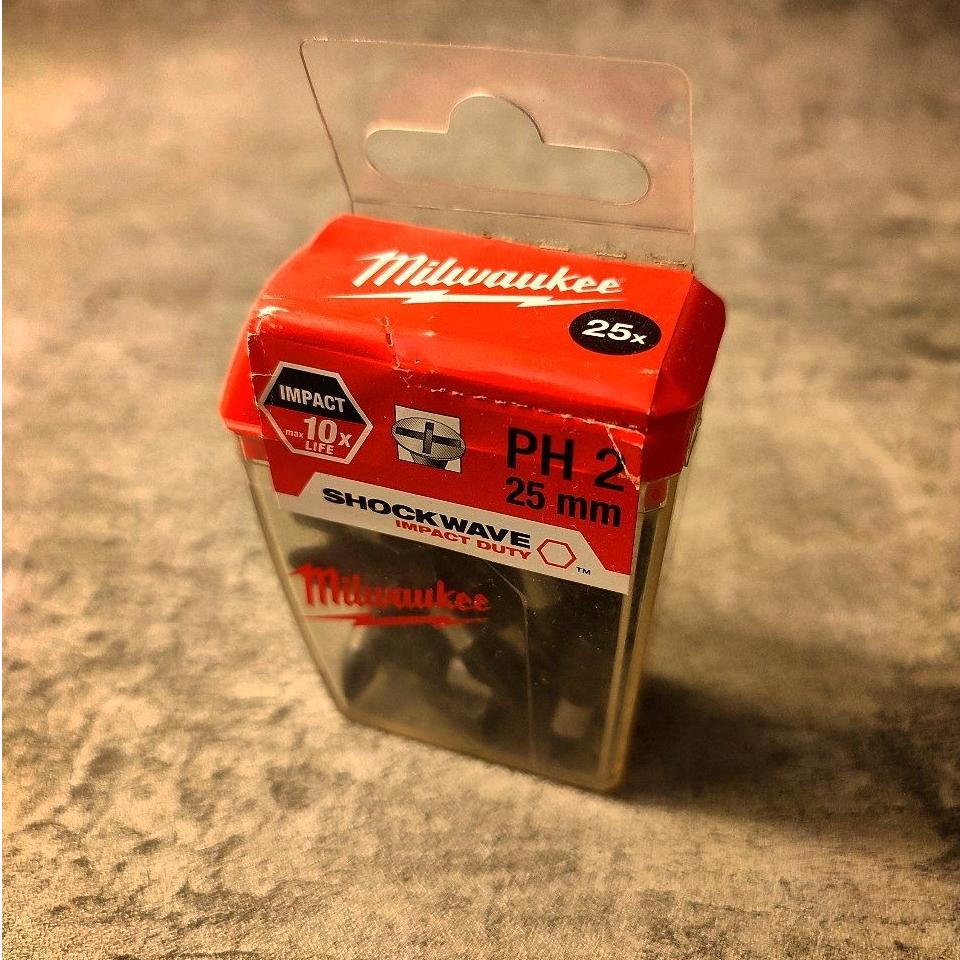 Milwaukee
25x
IMPACT
max 10x
LIFE
PH 2
25 mm
SHOCKWAVE
IMPACT DUTY
TM
Milwaukee